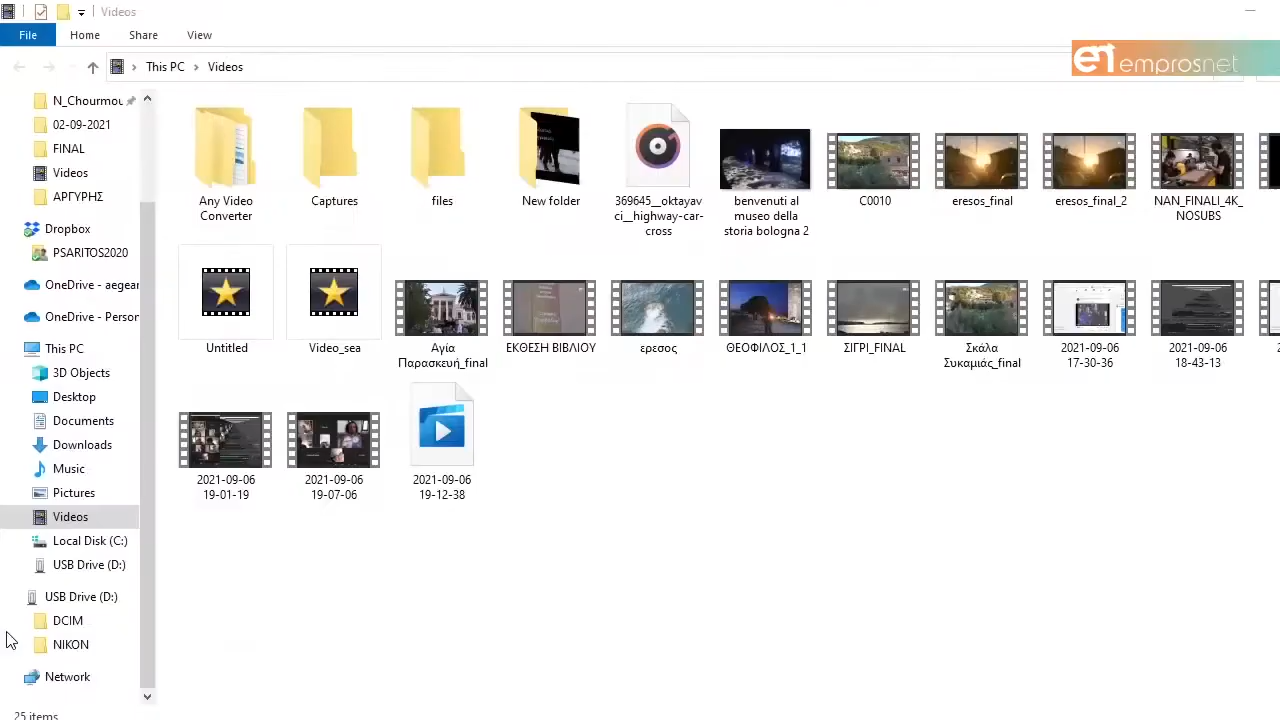 Videos
File Home Share View
This PC Videos
emprosnet
N_Chourmou
02-09-2021
FINAL
Videos
ΑΡΓΥΡΗΣ
Dropbox
PSARITOS2020
OneDrive - aegean
OneDrive - Person
This PC
3D Objects
Desktop
Documents
Downloads
Music
Pictures
Videos
Local Disk (C:)
USB Drive (D:)
USB Drive (D:)
DCIM
NIKON
Network
25 items
Any Video
Converter
Captures
files
New folder
369645__oktayav
ci__highway-car-
cross
benvenuti al
museo della
storia bologna 2
C0010
eresos_final
eresos_final_2
NAN_FINALI_4K_
NOSUBS
Untitled
Video_sea
Αγία
Παρασκευή_final
ΕΚΘΕΣΗ ΒΙΒΛΙΟΥ
ερεσος
ΘΕΟΦΙΛΟΣ_1_1
ΣΙΓΡΙ_FINAL
Σκάλα
Συκαμιάς_final
2021-09-06
17-30-36
2021-09-06
18-43-13
2021-09-06
19-01-19
2021-09-06
19-07-06
2021-09-06
19-12-38